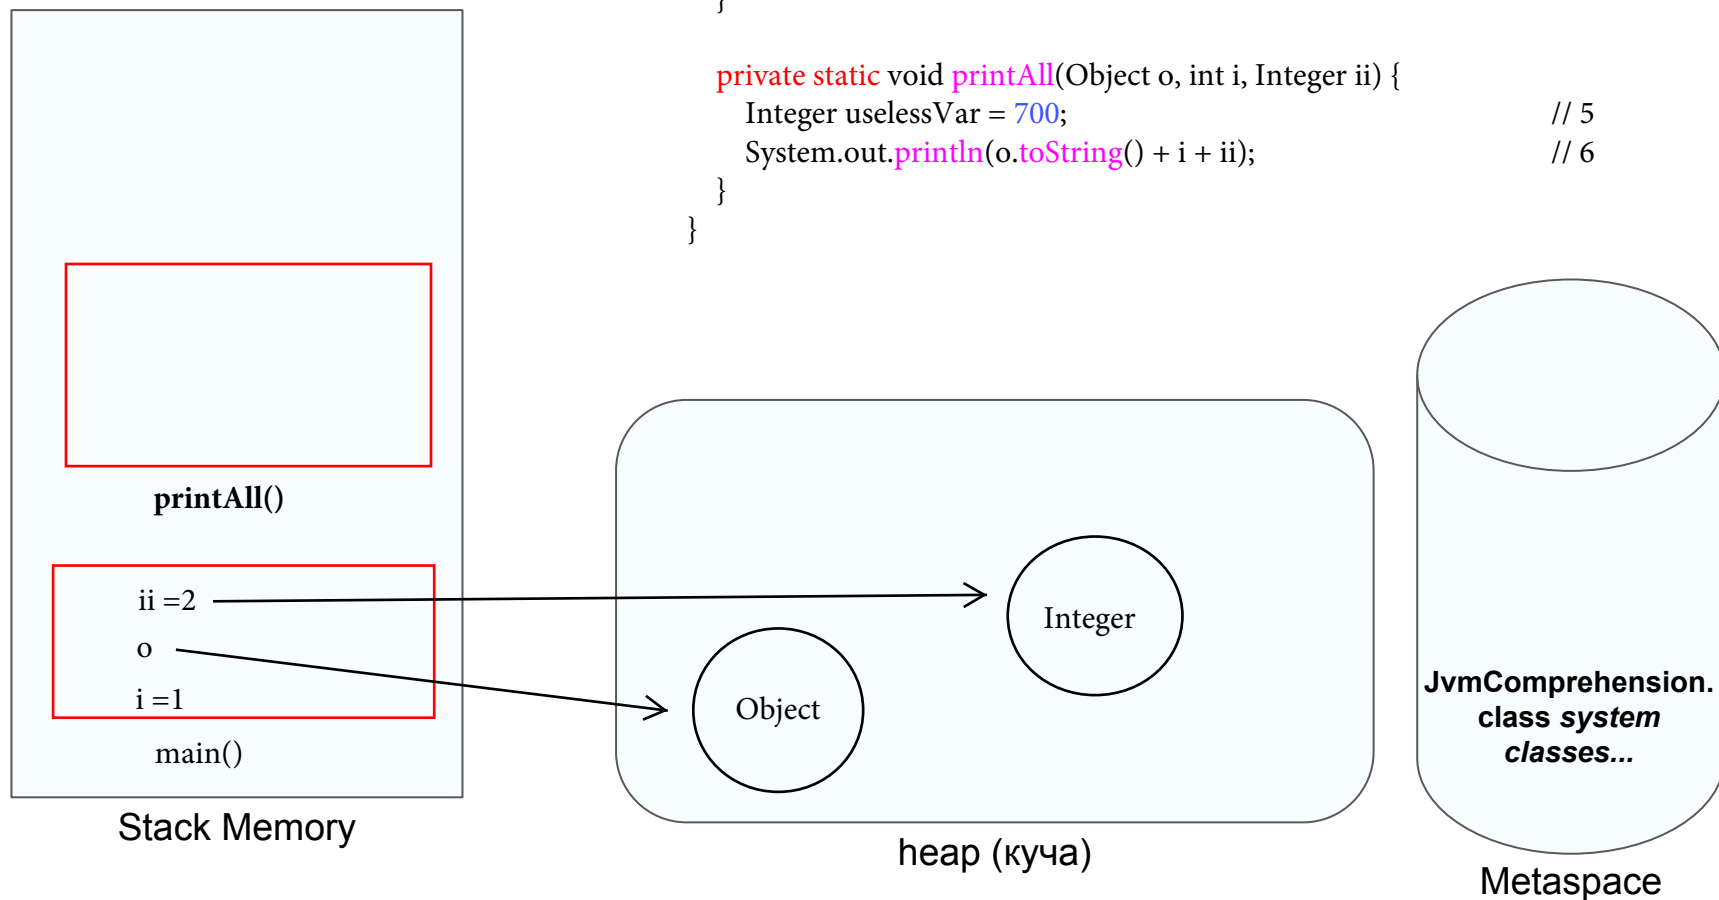 }
private static void printAll(Object o, int i, Integer ii) {
Integer uselessVar = 700; // 5
System.out.println(o.toString() + i + ii); // 6
}
}
printAll()
ii =2
o
i =1
main()
Stack Memory
Integer
Object
heap (куча)
JvmComprehension.
class system
classes...
Metaspace